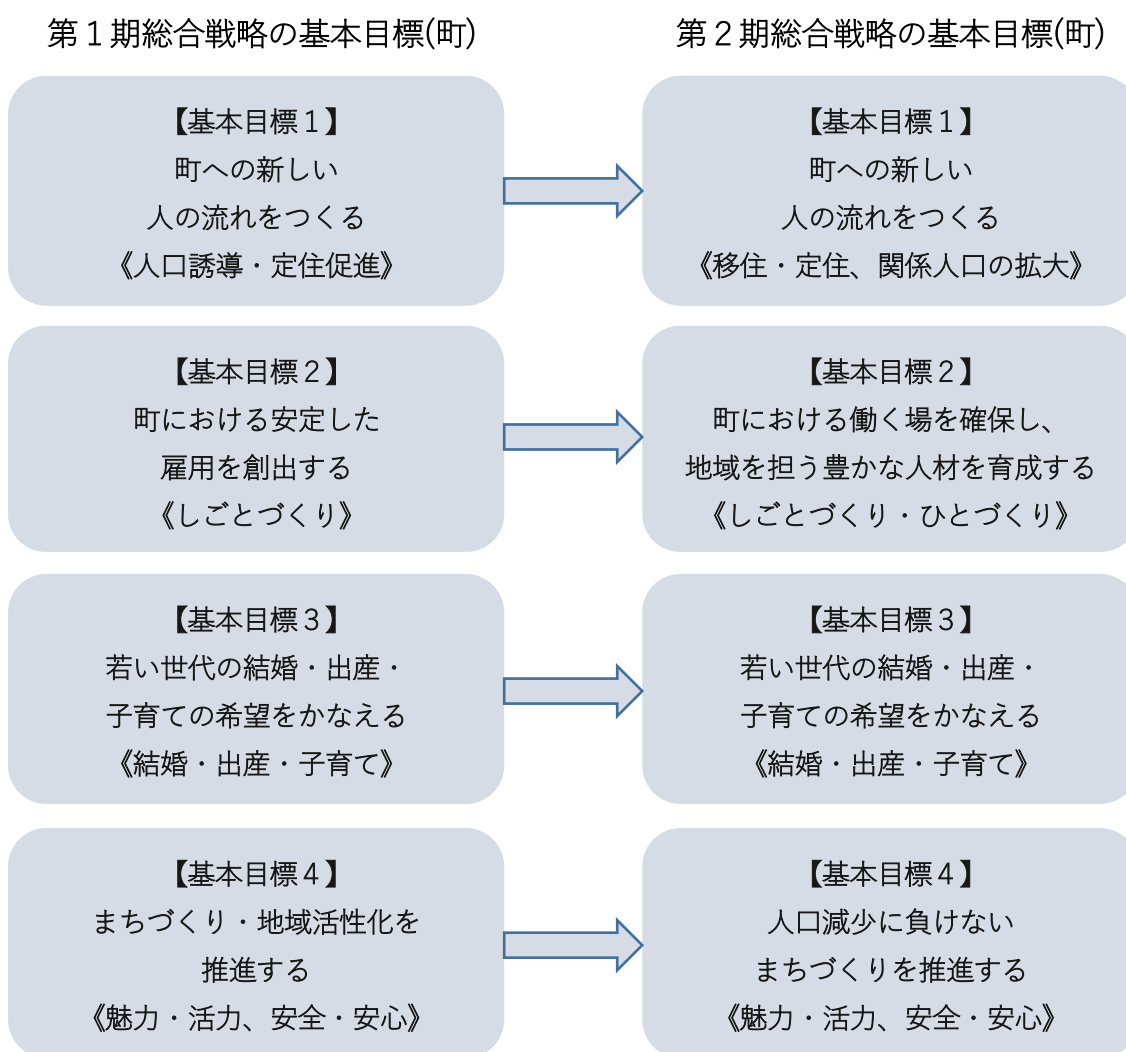 第１期総合戦略の基本目標(町)
【基本目標１】
町への新しい
人の流れをつくる
《人口誘導・定住促進》
【基本目標２】
町における安定した
雇用を創出する
《しごとづくり》
【基本目標３】
若い世代の結婚・出産・
子育ての希望をかなえる
《結婚・出産・子育て》
【基本目標４】
まちづくり・地域活性化を
推進する
《魅力・活力、安全・安心》
第２期総合戦略の基本目標(町)
【基本目標１】
町への新しい
人の流れをつくる
《移住・定住、関係人口の拡大》
【基本目標２】
町における働く場を確保し、
地域を担う豊かな人材を育成する
《しごとづくり・ひとづくり》
【基本目標３】
若い世代の結婚・出産・
子育ての希望をかなえる
《結婚・出産・子育て》
【基本目標４】
人口減少に負けない
まちづくりを推進する
《魅力・活力、安全・安心》